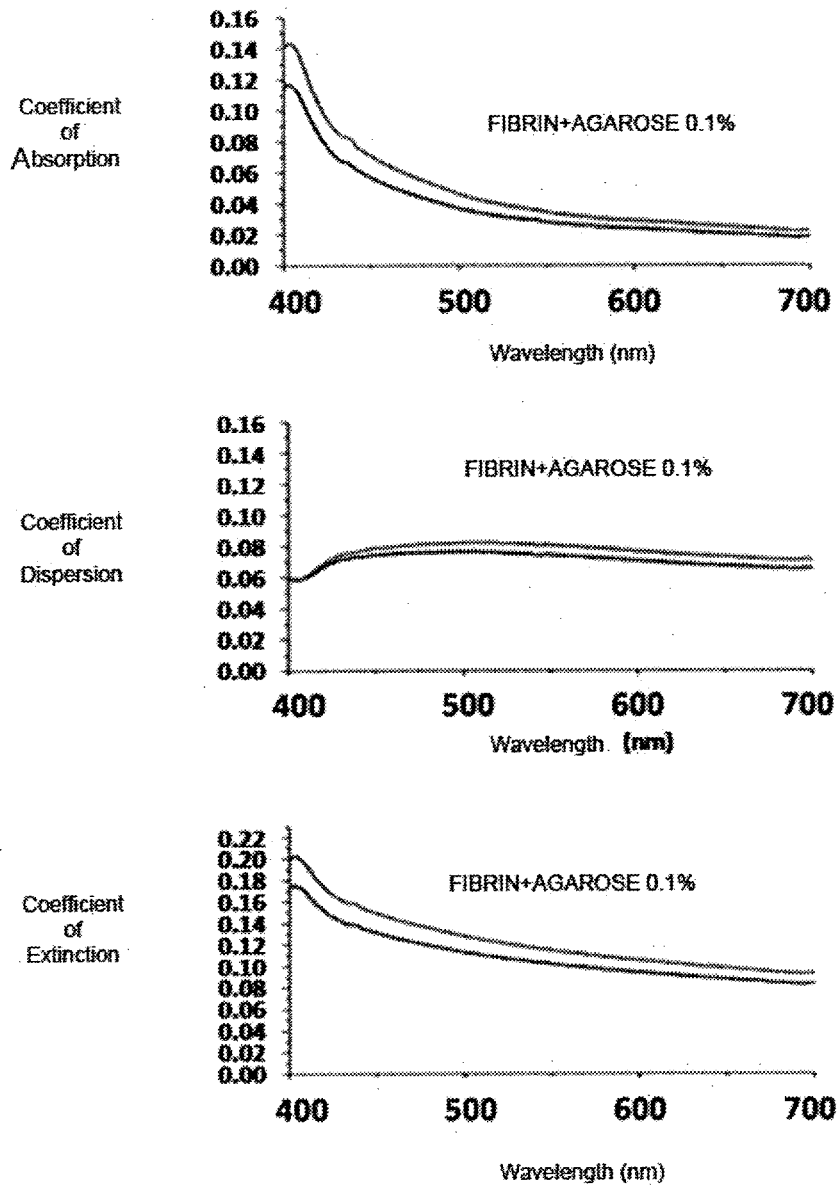 0.16
0.14
0.12
0.10
0.08
0.06
0.04
0.02
0.00
Coefficient
of
Absorption
FIBRIN+AGAROSE 0.1%
400 500 600 700
Wavelength (nm)
0.16
0.14
0.12
0.10
0.08
0.06
0.04
0.02
0.00
Coefficient
of
Dispersion
FIBRIN+AGAROSE 0.1%
400 500 600 700
Wavelength (nm)
0.22
0.20
0.18
0.16
0.14
0.12
0.10
0.08
0.06
0.04
0.02
0.00
Coefficient
of
Extinction
FIBRIN+AGAROSE 0.1%
400 500 600 700
Wavelength (nm)